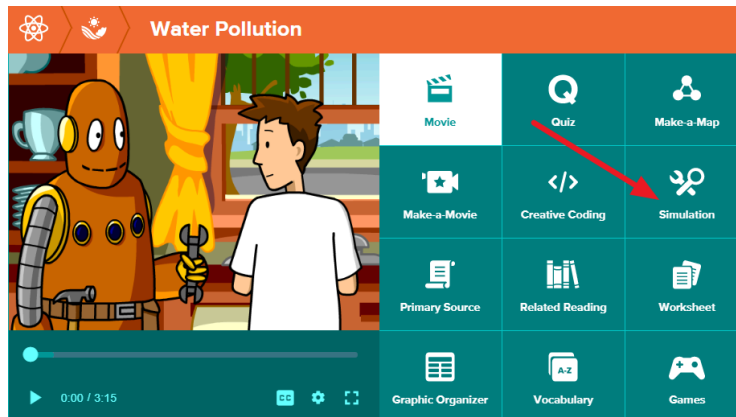 Water Pollution
Movie
Quiz
Make-a-Map
Make-a-Movie
Creative Coding
Simulation
Primary Source
Related Reading
Worksheet
Graphic Organizer
Vocabulary
Games
Q
</>
A-Z
0:00 / 3:15
CC